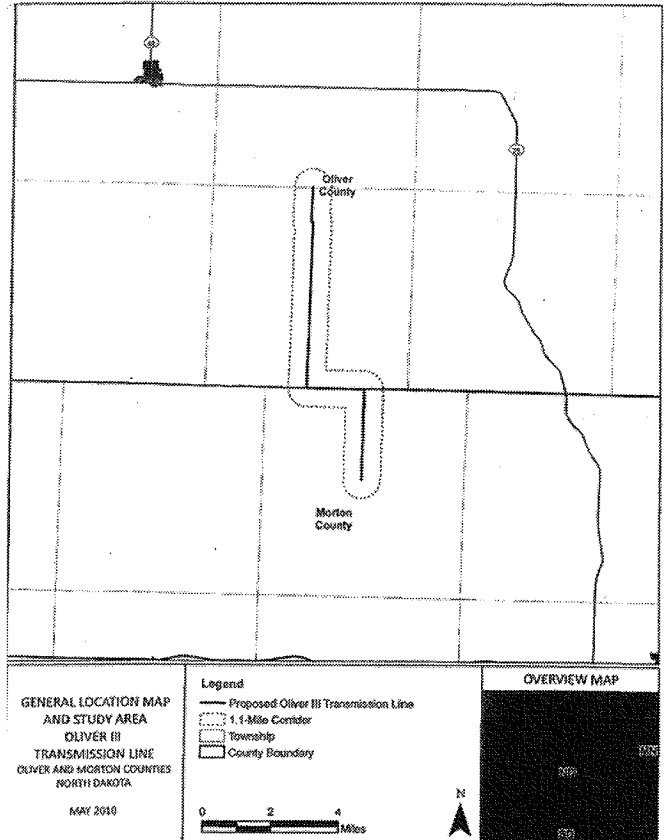 Oliver
County
Morton
County
GENERAL LOCATION MAP
AND STUDY AREA
OLIVER III
TRANSMISSION LINE
OLIVER AND MORTON COUNTIES
NORTH DAKOTA
MAY 2010
Legend
Proposed Oliver III Transmission Line
1.1-Mile Corridor
Township
County Boundary
0 2 4
Miles
N
OVERVIEW MAP